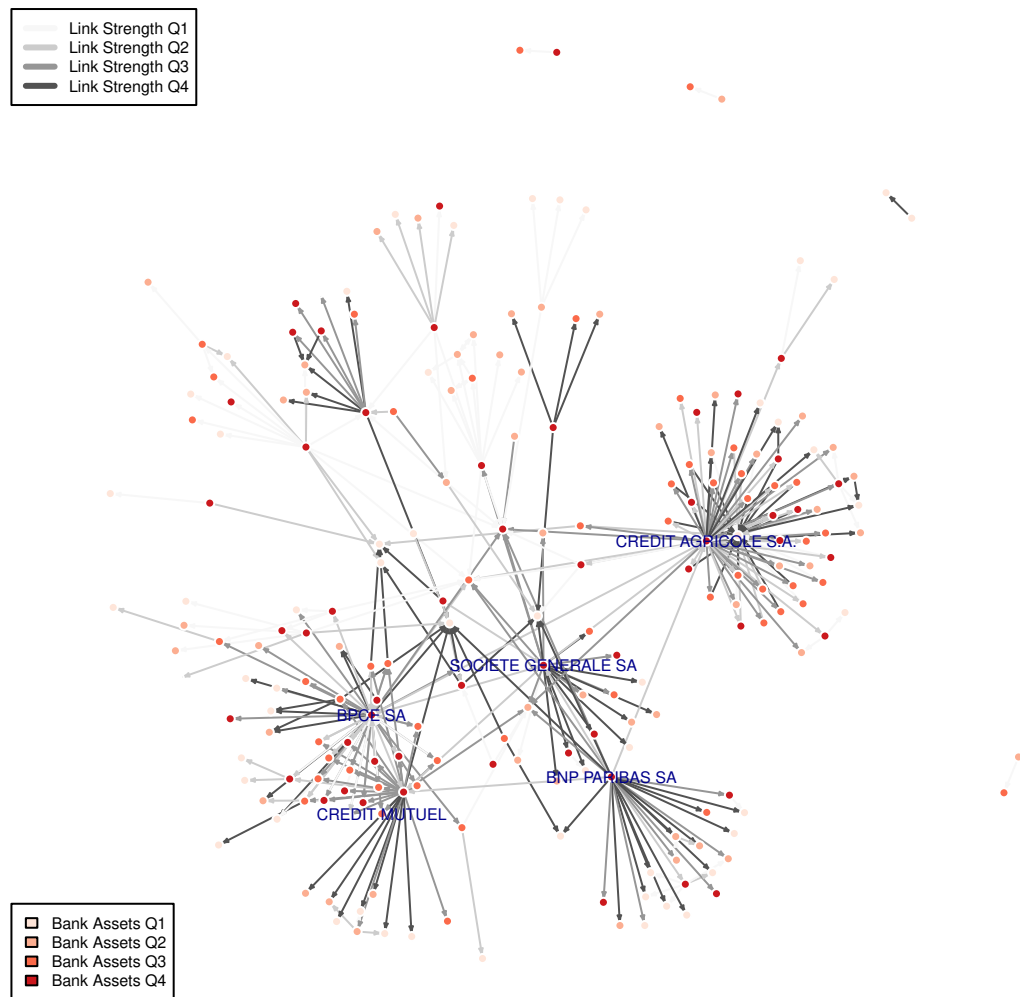 Link Strength Q1
Link Strength Q2
Link Strength Q3
Link Strength Q4
CREDIT AGRICOLE S.A.
SOCIETE GENERALE SA
BPCE SA
BNP PARIBAS SA
CREDIT MUTUEL
Bank Assets Q1
Bank Assets Q2
Bank Assets Q3
Bank Assets Q4